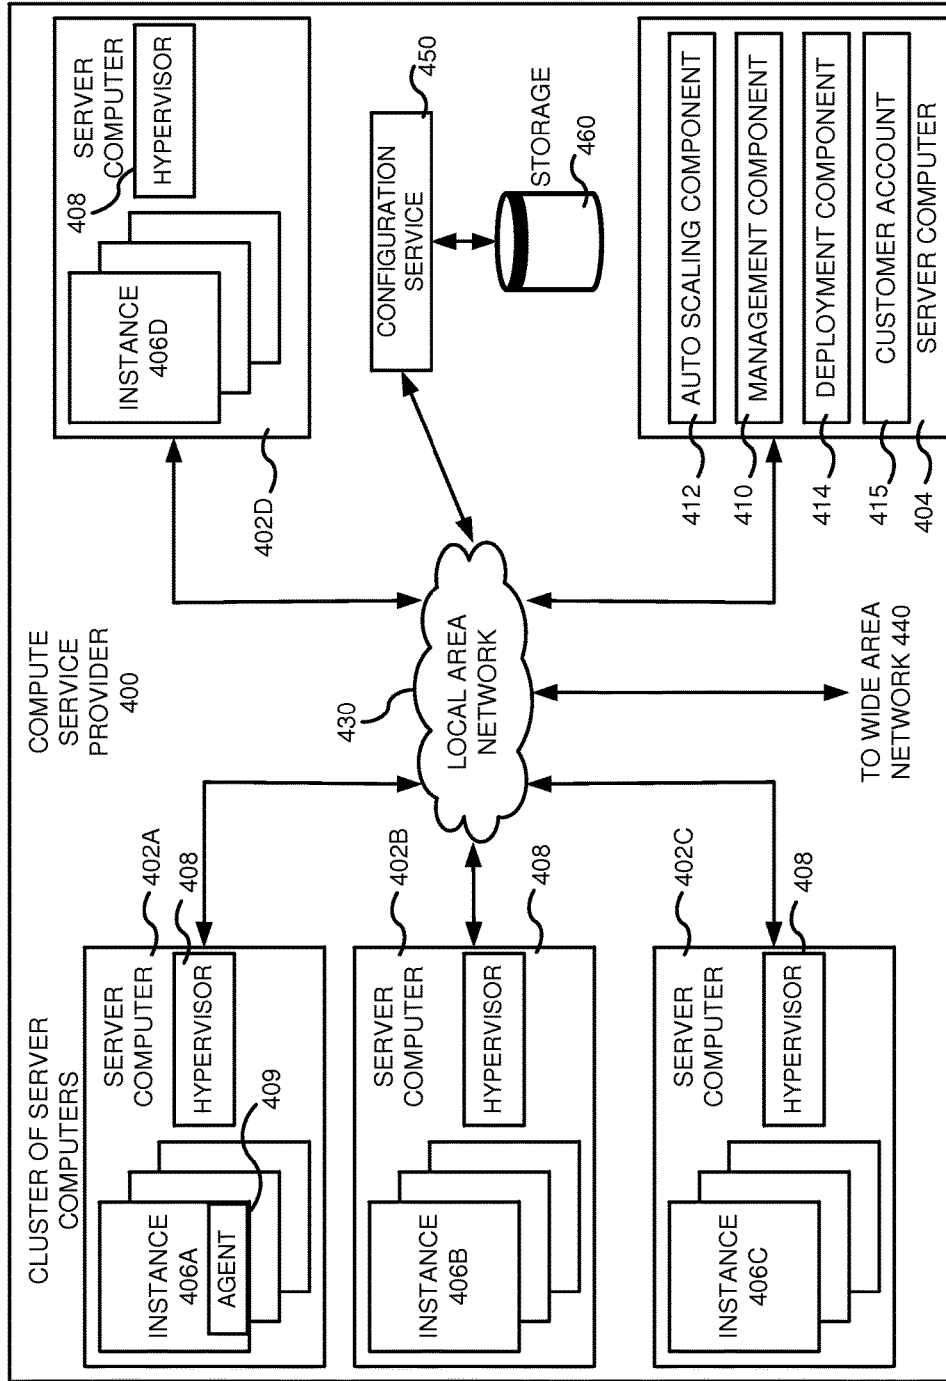 COMPUTE
SERVICE
PROVIDER
400
CLUSTER OF SERVER
COMPUTERS
SERVER
COMPUTER
402A
INSTANCE
406A
AGENT
409
HYPERVISOR
408
SERVER
COMPUTER
402B
INSTANCE
406B
HYPERVISOR
408
SERVER
COMPUTER
402C
INSTANCE
406C
HYPERVISOR
408
430
LOCAL AREA
NETWORK
TO WIDE AREA
NETWORK 440
SERVER
COMPUTER
408
HYPERVISOR
INSTANCE
406D
402D
CONFIGURATION
SERVICE
450
STORAGE
460
412
AUTO SCALING COMPONENT
410
MANAGEMENT COMPONENT
414
DEPLOYMENT COMPONENT
415
CUSTOMER ACCOUNT
404
SERVER COMPUTER